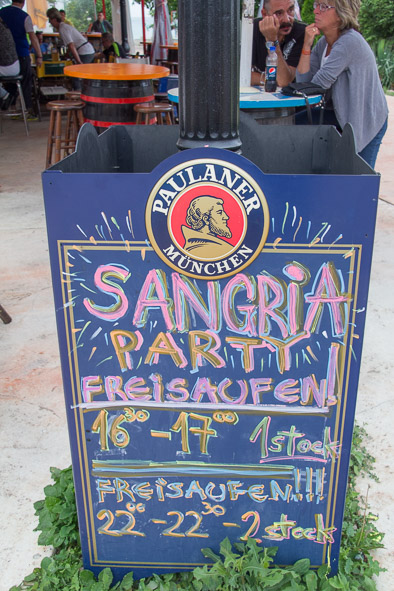 PAULANER
MÜNCHEN
SANGRIA
PARTY
FREiSAUFEN!
16³⁰ - 17⁰⁰ 1 stock
FREiSAUFEN!!!
22⁰⁰ - 22³⁰ - 2. stock